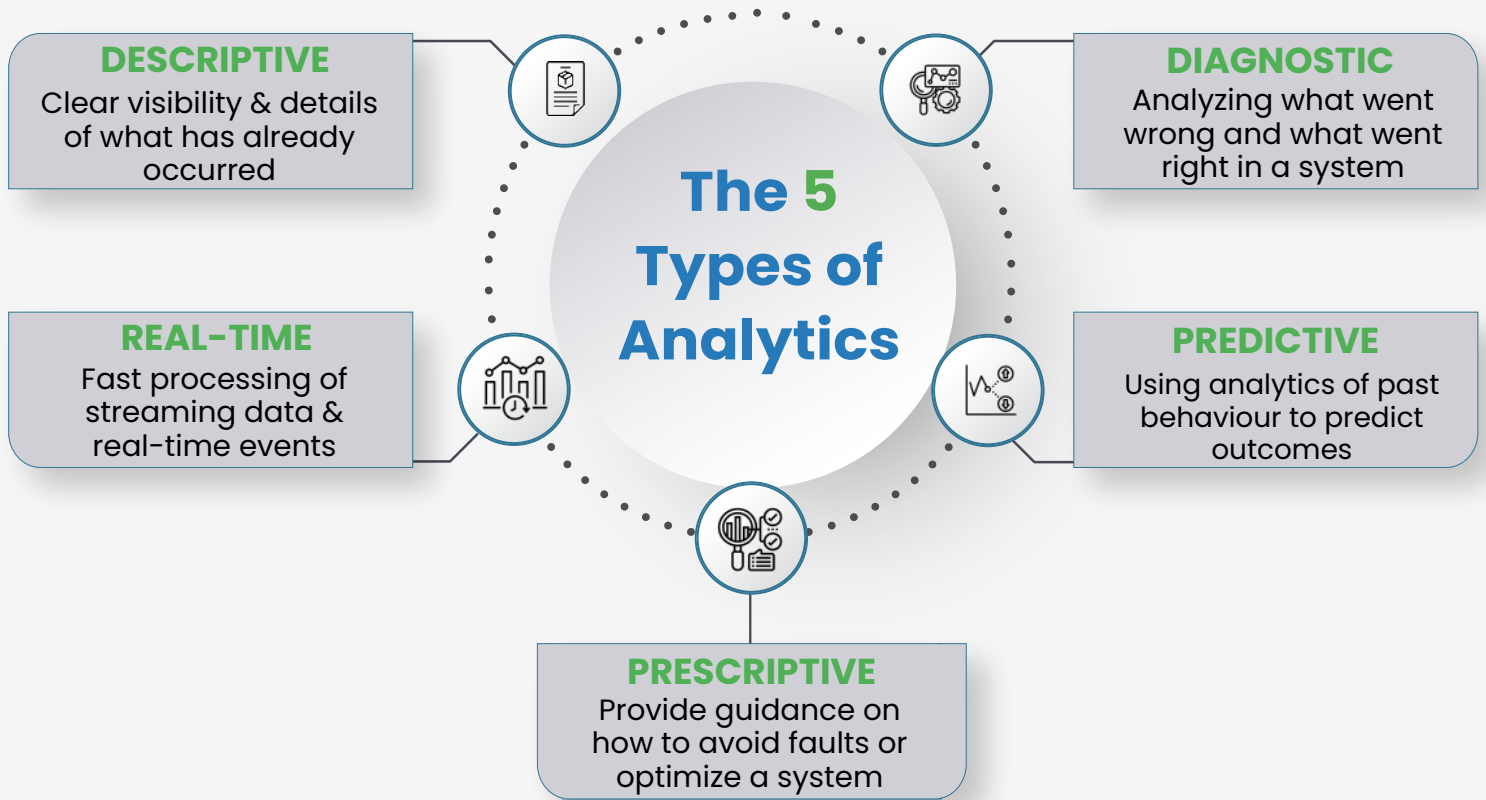 DESCRIPTIVE
Clear visibility & details
of what has already
occurred
DIAGNOSTIC
Analyzing what went
wrong and what went
right in a system
The 5
Types of
Analytics
REAL-TIME
Fast processing of
streaming data &
real-time events
PREDICTIVE
Using analytics of past
behaviour to predict
outcomes
PRESCRIPTIVE
Provide guidance on
how to avoid faults or
optimize a system